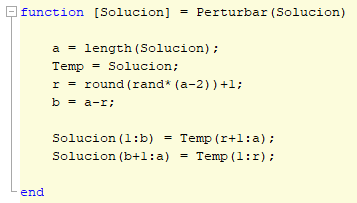 function [Solucion] = Perturbar(Solucion)
a = length(Solucion);
Temp = Solucion;
r = round(rand*(a-2))+1;
b = a-r;
Solucion(1:b) = Temp(r+1:a);
Solucion(b+1:a) = Temp(1:r);
end